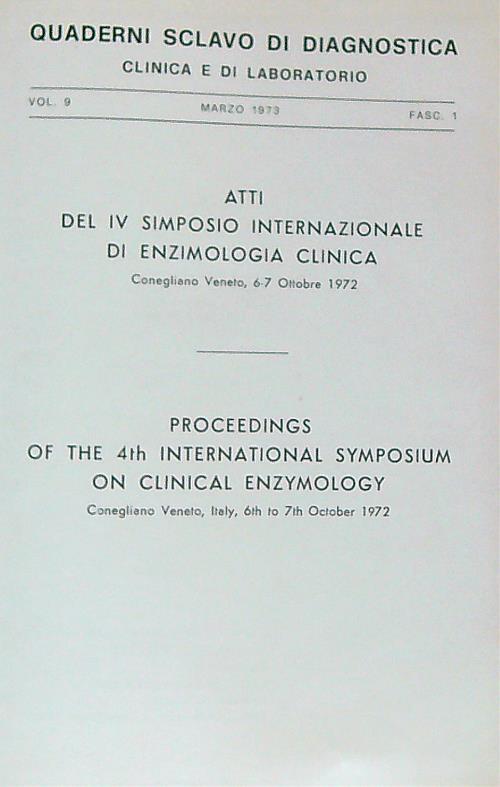 QUADERNI SCLAVO DI DIAGNOSTICA
CLINICA E DI LABORATORIO
VOL. 9 MARZO 1973 FASC. 1
ATTI
DEL IV SIMPOSIO INTERNAZIONALE
DI ENZIMOLOGIA CLINICA
Conegliano Veneto, 6-7 Ottobre 1972
PROCEEDINGS
OF THE 4th INTERNATIONAL SYMPOSIUM
ON CLINICAL ENZYMOLOGY
Conegliano Veneto, Italy, 6th to 7th October 1972